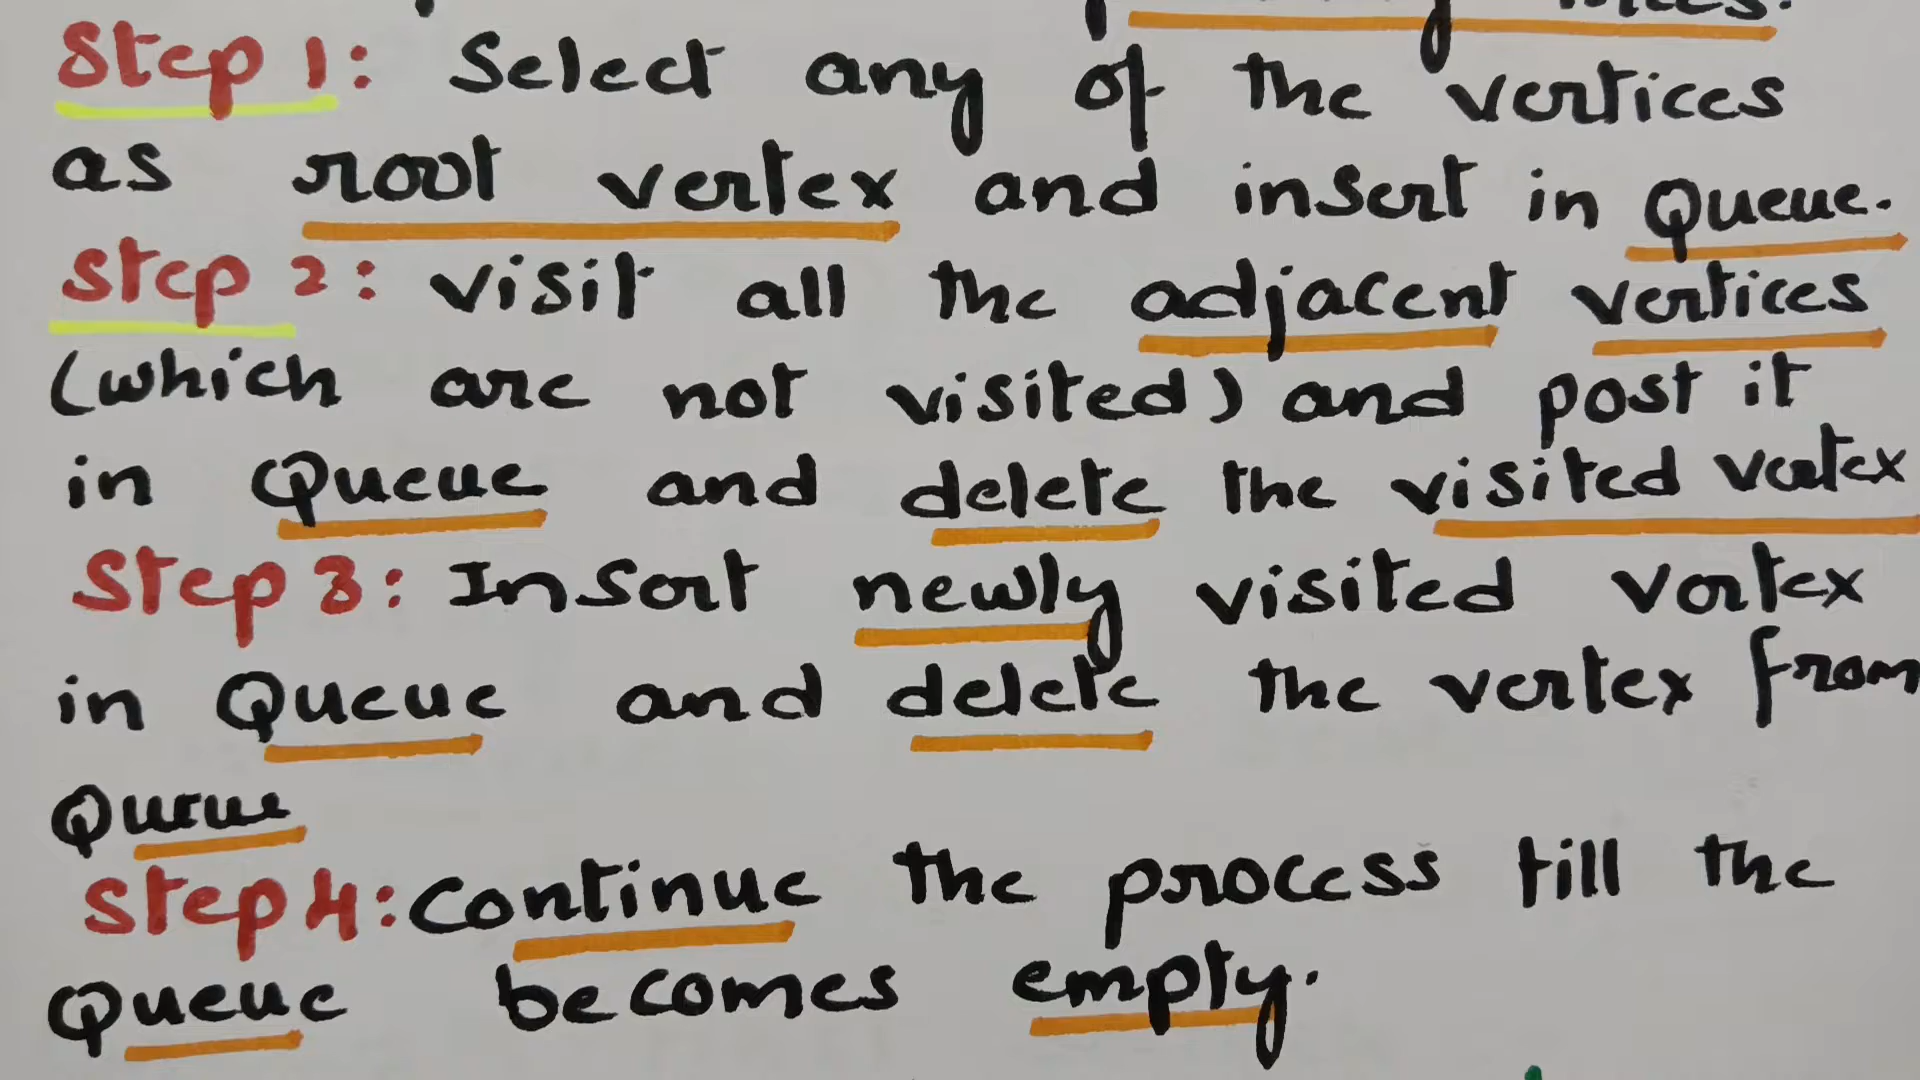 Step 1: Select any of the vertices
as root vertex and insert in Queue.
Step 2: visit all the adjacent vertices
(which are not visited) and post it
in Queue and delete the visited vertex
Step 3: Insert newly visited vertex
in Queue and delete the vertex from
Queue
Step 4: Continue the process till the
Queue becomes empty.